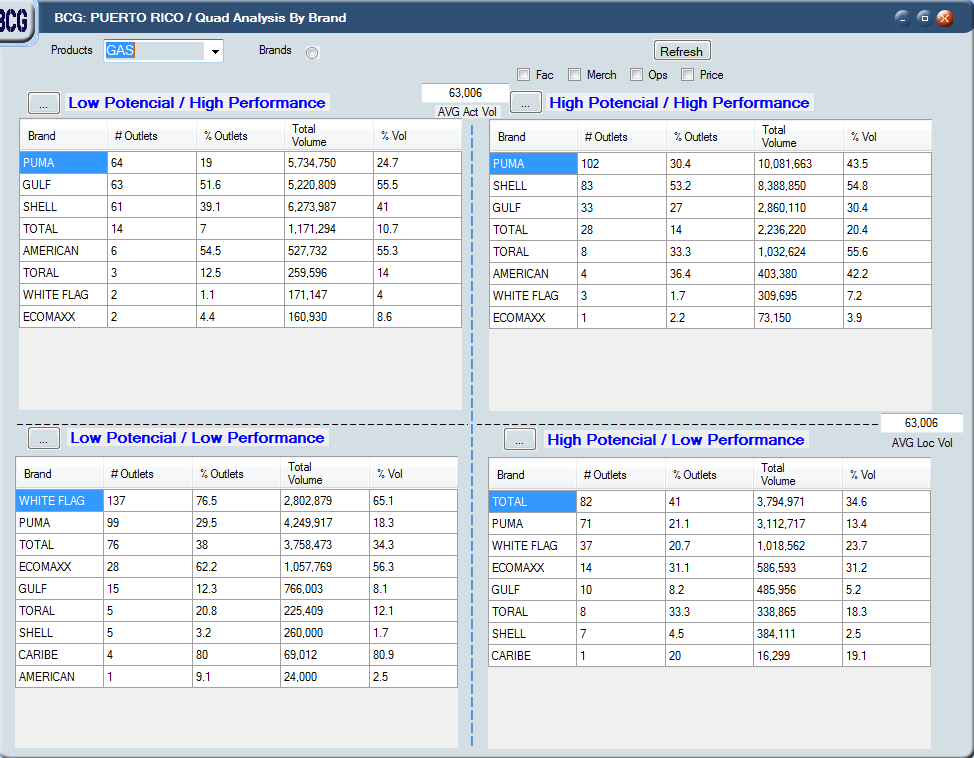 BCG
BCG: PUERTO RICO / Quad Analysis By Brand
Products GAS Brands Refresh
Fac Merch Ops Price
... Low Potencial / High Performance
63,006
AVG Act Vol
Brand # Outlets % Outlets Total Volume % Vol
PUMA 64 19 5,734,750 24.7
GULF 63 51.6 5,220,809 55.5
SHELL 61 39.1 6,273,987 41
TOTAL 14 7 1,171,294 10.7
AMERICAN 6 54.5 527,732 55.3
TORAL 3 12.5 259,596 14
WHITE FLAG 2 1.1 171,147 4
ECOMAXX 2 4.4 160,930 8.6
... High Potencial / High Performance
Brand # Outlets % Outlets Total Volume % Vol
PUMA 102 30.4 10,081,663 43.5
SHELL 83 53.2 8,388,850 54.8
GULF 33 27 2,860,110 30.4
TOTAL 28 14 2,236,220 20.4
TORAL 8 33.3 1,032,624 55.6
AMERICAN 4 36.4 403,380 42.2
WHITE FLAG 3 1.7 309,695 7.2
ECOMAXX 1 2.2 73,150 3.9
... Low Potencial / Low Performance
Brand # Outlets % Outlets Total Volume % Vol
WHITE FLAG 137 76.5 2,802,879 65.1
PUMA 99 29.5 4,249,917 18.3
TOTAL 76 38 3,758,473 34.3
ECOMAXX 28 62.2 1,057,769 56.3
GULF 15 12.3 766,003 8.1
TORAL 5 20.8 225,409 12.1
SHELL 5 3.2 260,000 1.7
CARIBE 4 80 69,012 80.9
AMERICAN 1 9.1 24,000 2.5
... High Potencial / Low Performance
63,006
AVG Loc Vol
Brand # Outlets % Outlets Total Volume % Vol
TOTAL 82 41 3,794,971 34.6
PUMA 71 21.1 3,112,717 13.4
WHITE FLAG 37 20.7 1,018,562 23.7
ECOMAXX 14 31.1 586,593 31.2
GULF 10 8.2 485,956 5.2
TORAL 8 33.3 338,865 18.3
SHELL 7 4.5 384,111 2.5
CARIBE 1 20 16,299 19.1